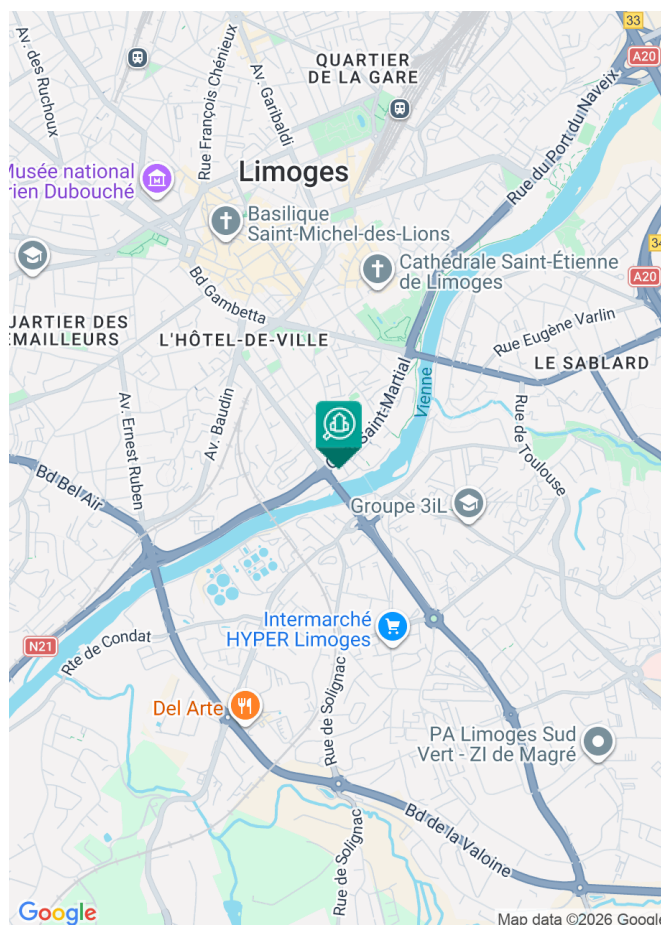 33
A20
QUARTIER
DE LA GARE
Av. des Ruchoux
Rue François Chénieux
Av. Garibaldi
Rue du Port du Naveix
Musée national
rien Dubouché
Limoges
Basilique
Saint-Michel-des-Lions
Cathédrale Saint-Étienne
de Limoges
34
A20
Bd Gambetta
UARTIER DES
EMAILLEURS
L'HÔTEL-DE-VILLE
Rue Eugène Varlin
LE SABLARD
Av. Ernest Ruben
Av. Baudin
Saint-Martial
Vienne
Rue de Toulouse
Bd Bel Air
Groupe 3iL
Intermarché
HYPER Limoges
N21
Rte de Condat
Del Arte
Rue de Solignac
PA Limoges Sud
Vert - ZI de Magré
Bd de la Valoine
Rue de Solignac
Google
Map data ©2026 Google